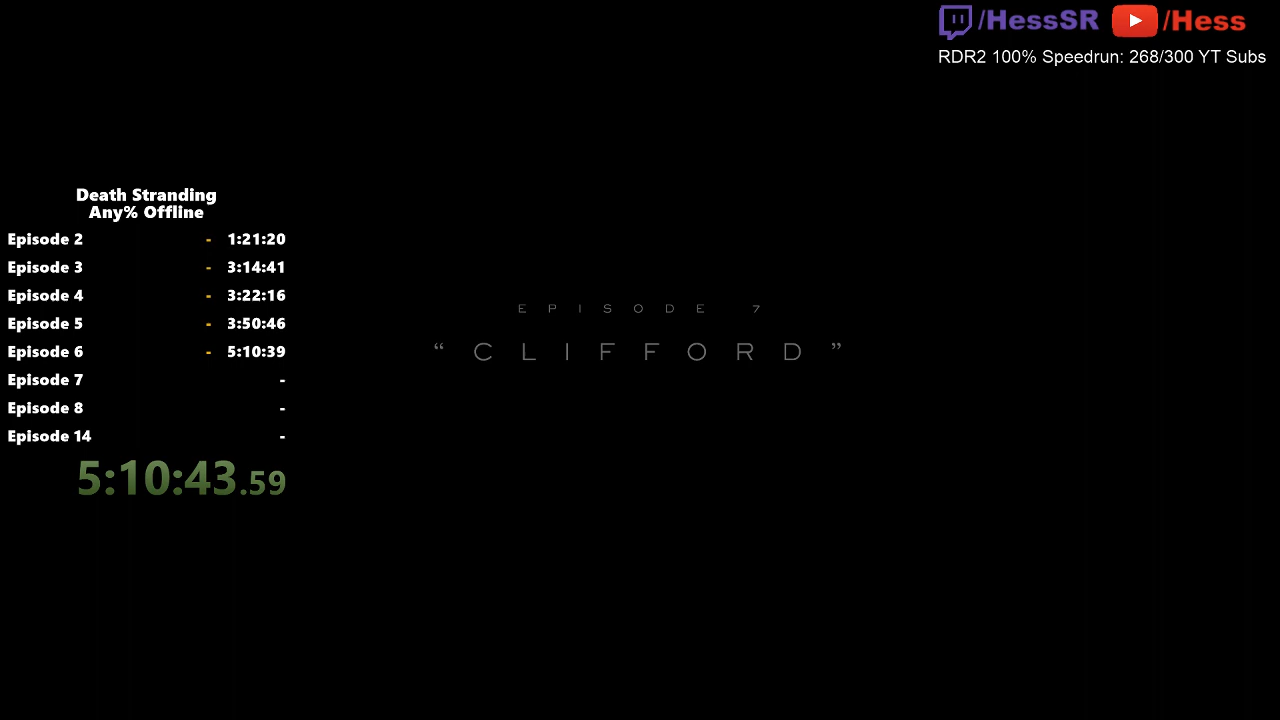 /HessSR /Hess
RDR2 100% Speedrun: 268/300 YT Subs
Death Stranding
Any% Offline
Episode 2 - 1:21:20
Episode 3 - 3:14:41
Episode 4 - 3:22:16
Episode 5 - 3:50:46
Episode 6 - 5:10:39
Episode 7 -
Episode 8 -
Episode 14 -
5:10:43.59
EPISODE 7
“CLIFFORD”